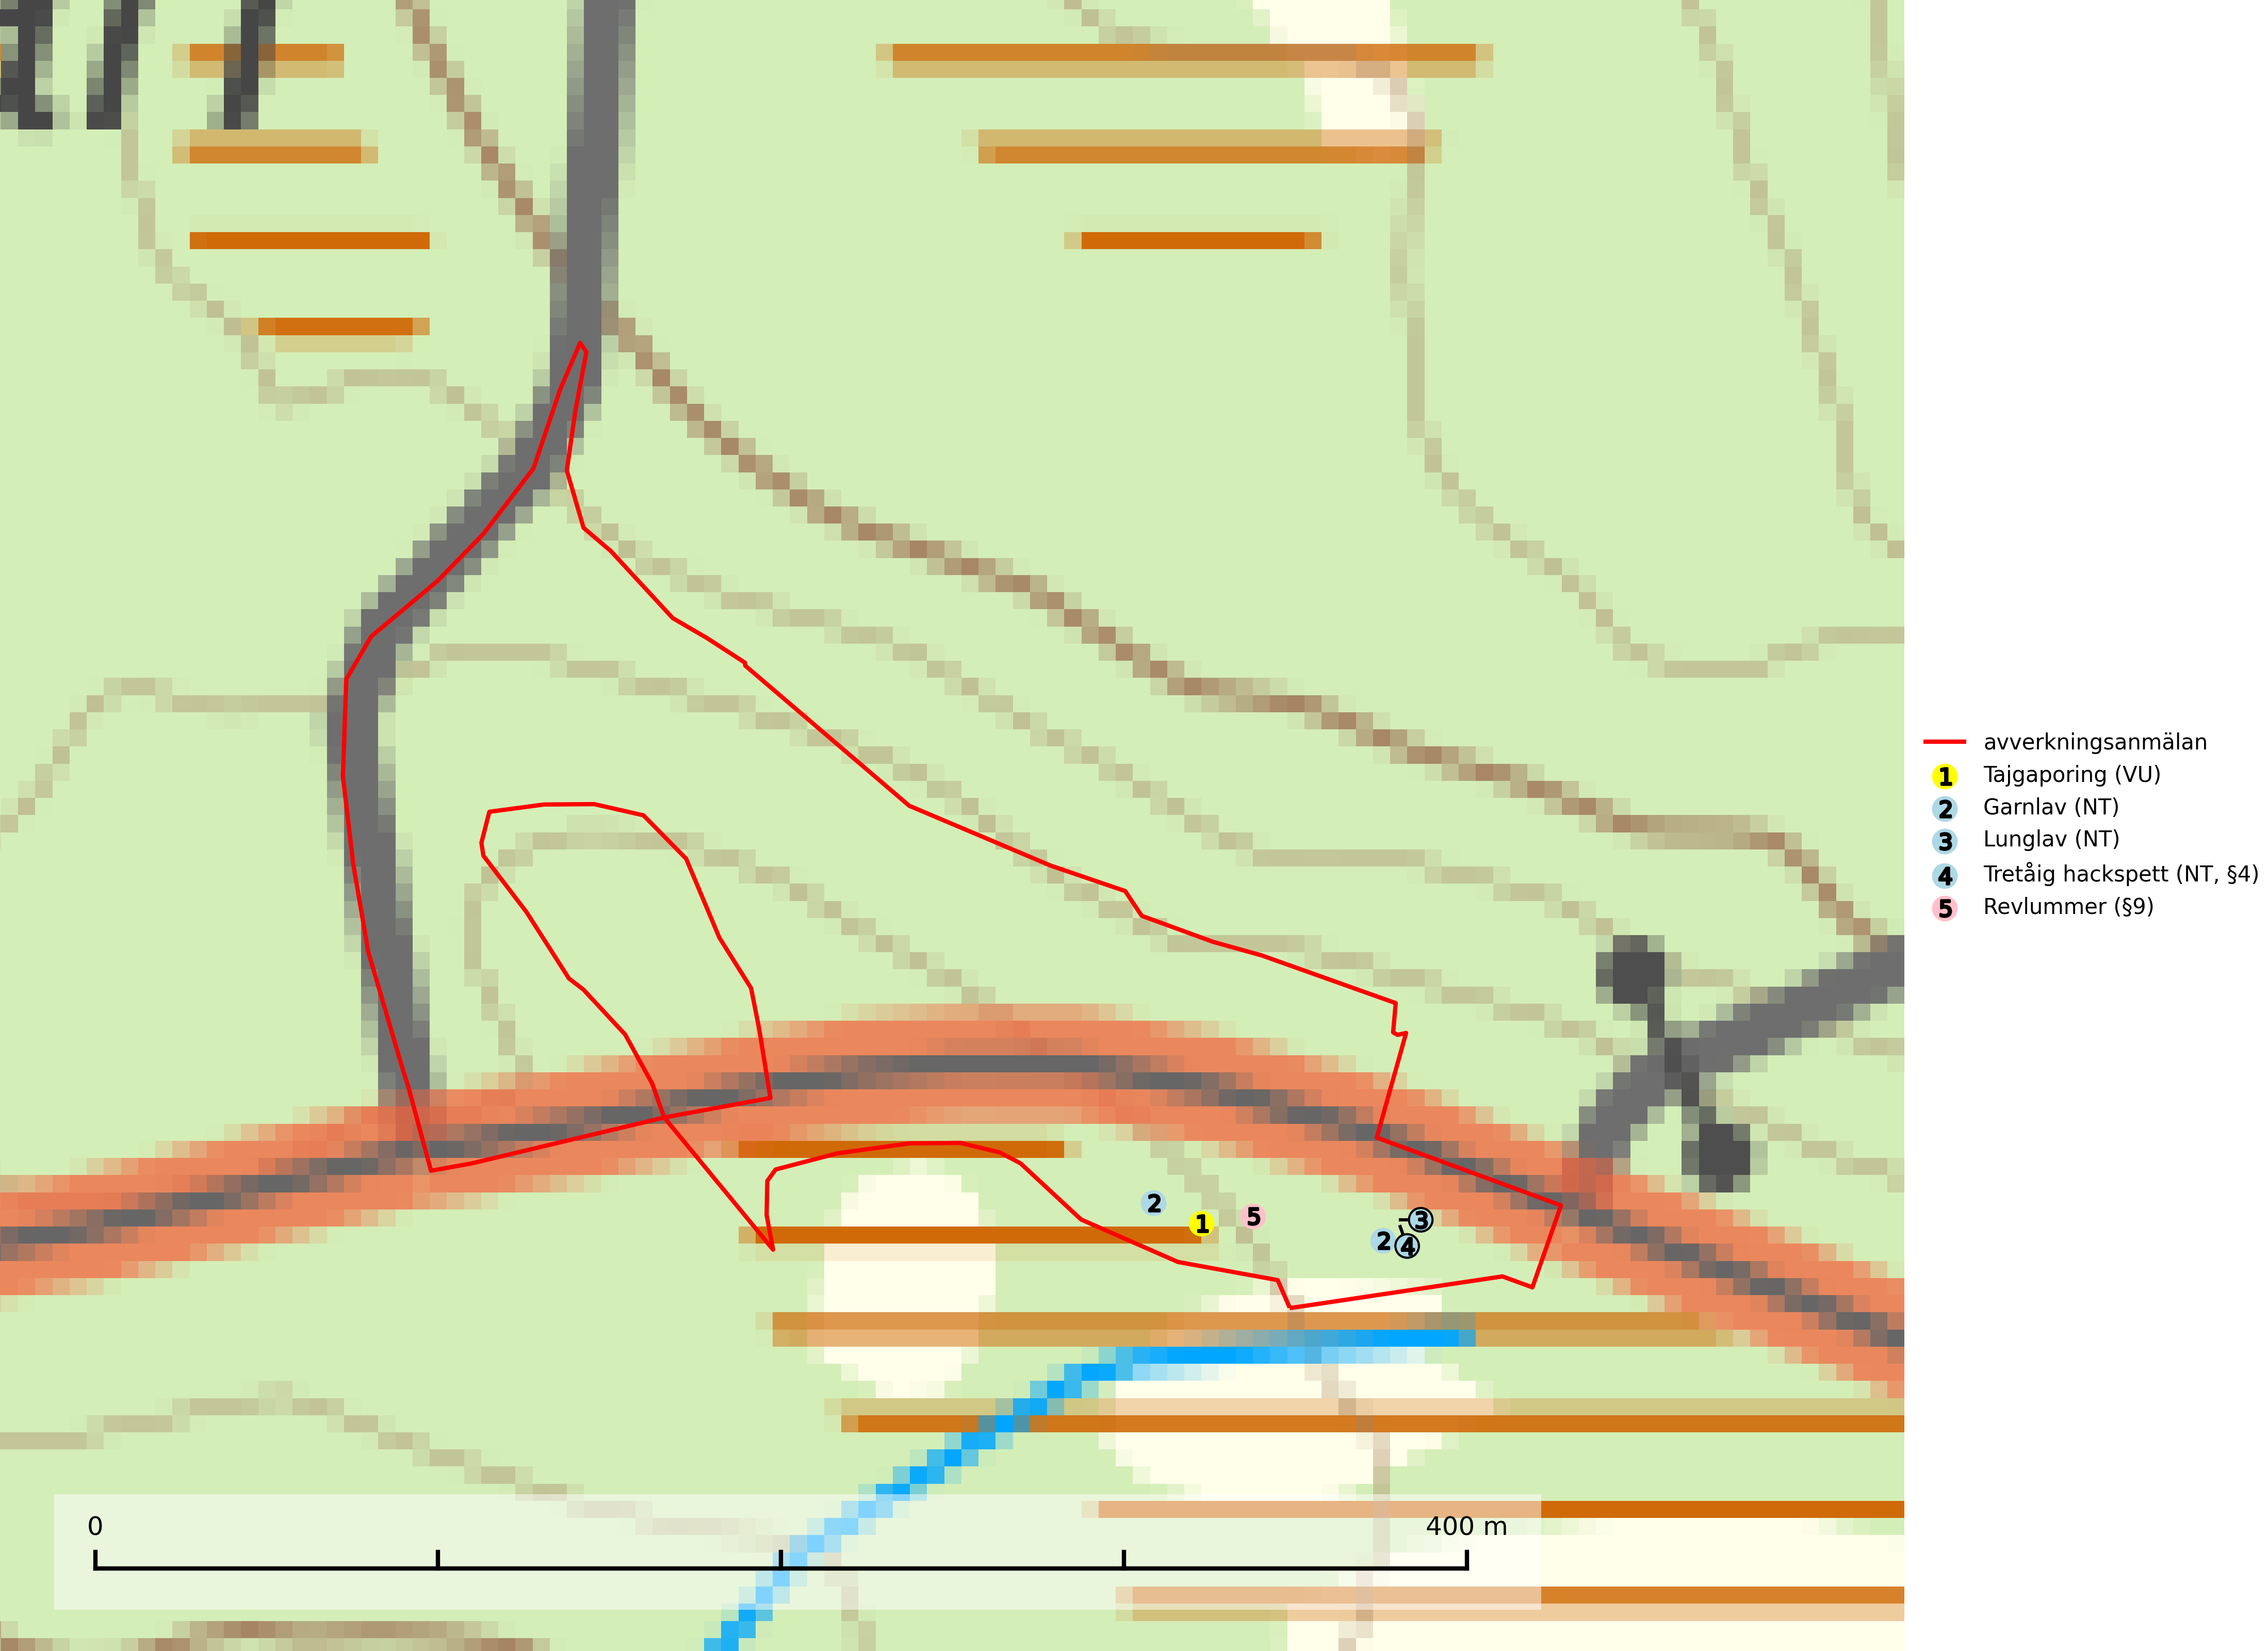 2
1
5
3
2
4
0
400 m
avverkningsanmälan
1 Tajgaporing (VU)
2 Garnlav (NT)
3 Lunglav (NT)
4 Tretåig hackspett (NT, §4)
5 Revlummer (§9)